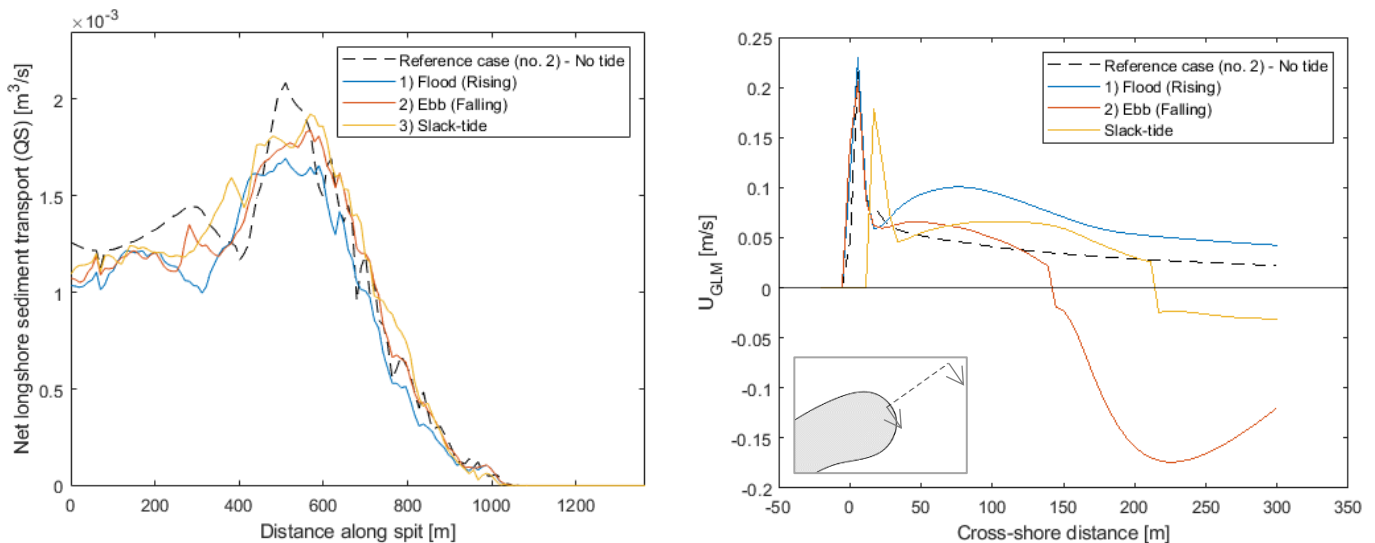 ×10⁻³
Net longshore sediment transport (QS) [m³/s]
2
1.5
1
0.5
0
0 200 400 600 800 1000 1200
Distance along spit [m]
Reference case (no. 2) - No tide
1) Flood (Rising)
2) Ebb (Falling)
3) Slack-tide
U_GLM [m/s]
0.25
0.2
0.15
0.1
0.05
0
-0.05
-0.1
-0.15
-0.2
-50 0 50 100 150 200 250 300 350
Cross-shore distance [m]
Reference case (no. 2) - No tide
1) Flood (Rising)
2) Ebb (Falling)
Slack-tide